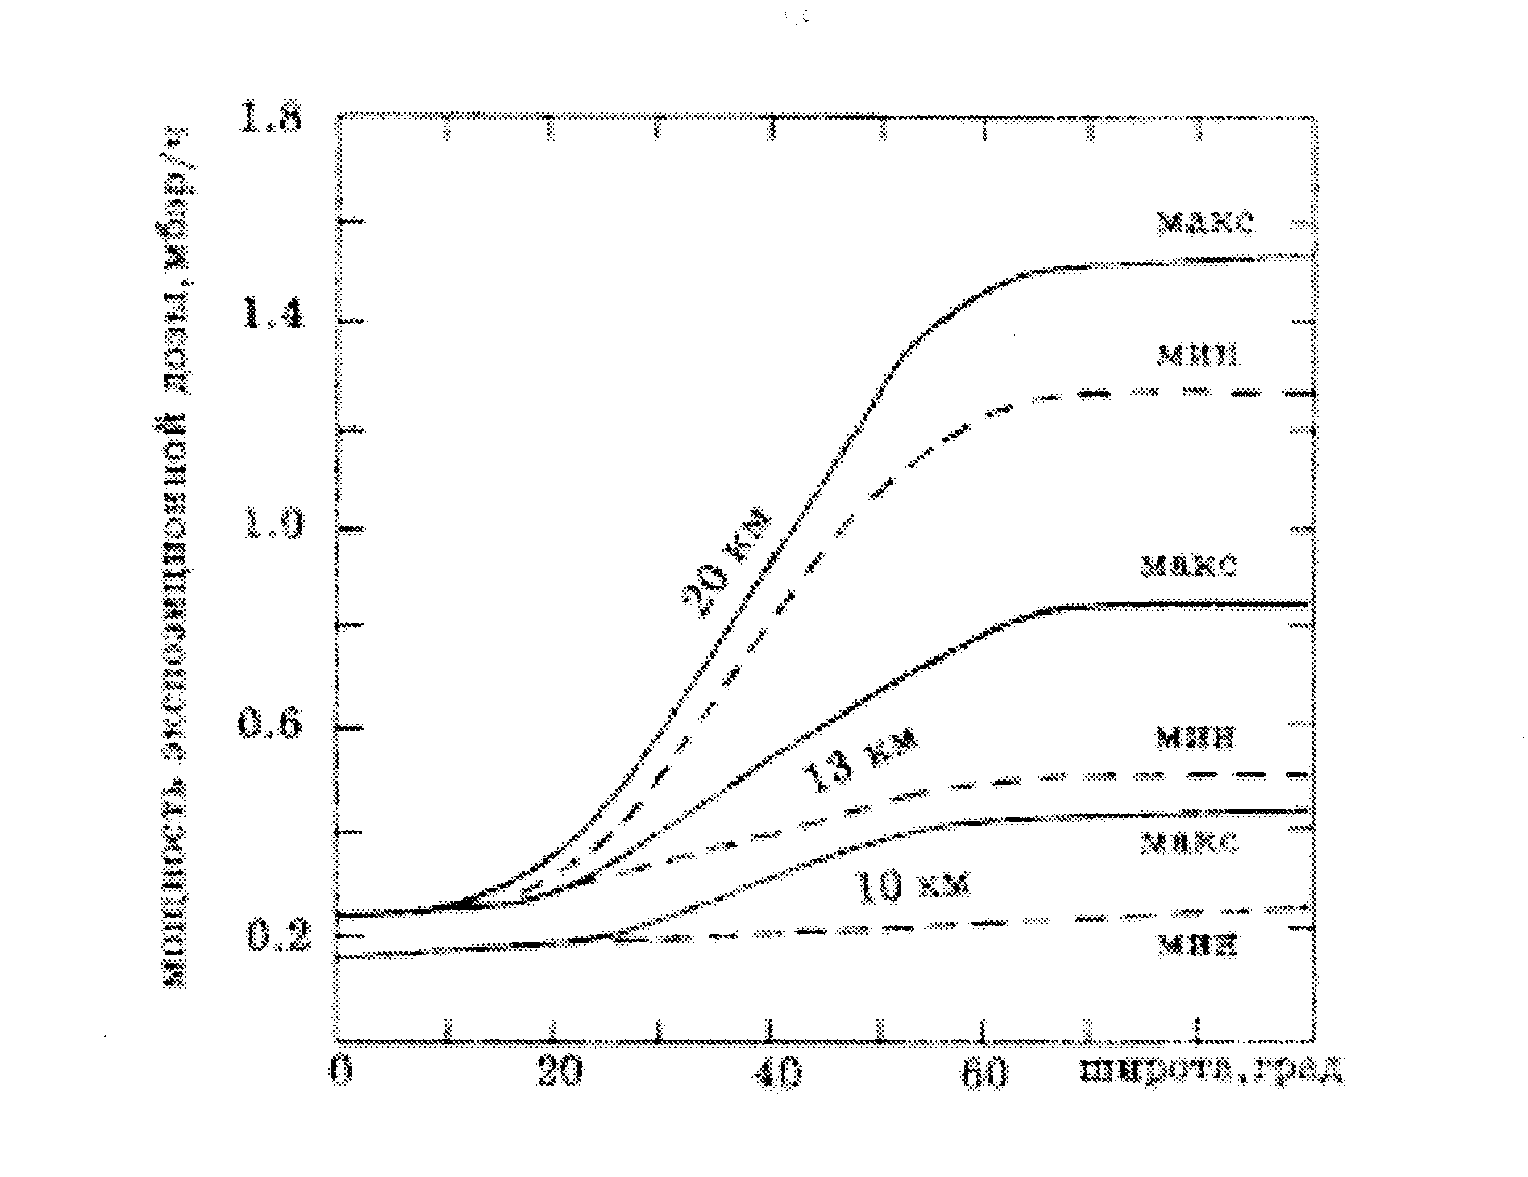 мощность экспозиционной дозы, мбэр/ч
1.8
1.4
1.0
0.6
0.2
макс
мин
20 км
макс
мин
13 км
макс
10 км
мин
0 20 40 60 широта, град